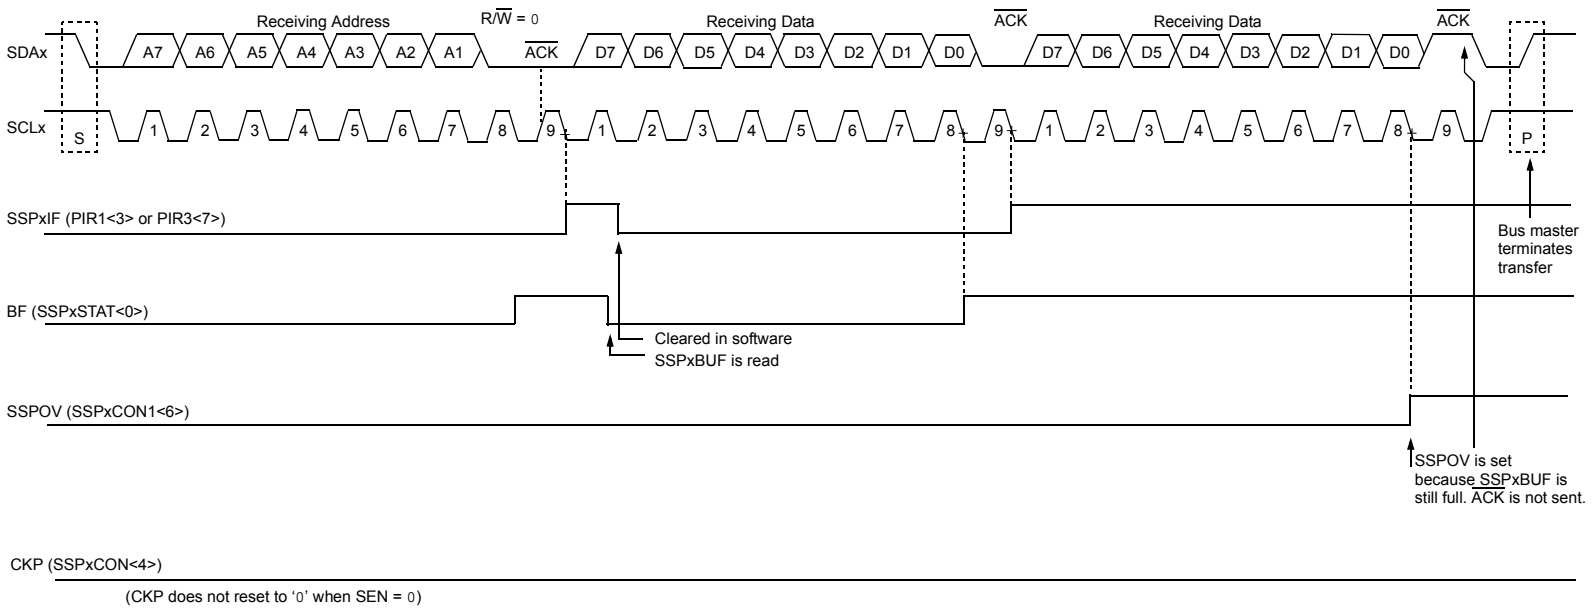 Receiving Address R/W = 0 Receiving Data ACK Receiving Data ACK
SDAx A7 A6 A5 A4 A3 A2 A1 ACK D7 D6 D5 D4 D3 D2 D1 D0 D7 D6 D5 D4 D3 D2 D1 D0
SCLx S 1 2 3 4 5 6 7 8 9 1 2 3 4 5 6 7 8 9 1 2 3 4 5 6 7 8 9 P
SSPxIF (PIR1<3> or PIR3<7>)
Bus master
terminates
transfer
BF (SSPxSTAT<0>)
Cleared in software
SSPxBUF is read
SSPOV (SSPxCON1<6>)
SSPOV is set
because SSPxBUF is
still full. ACK is not sent.
CKP (SSPxCON<4>)
(CKP does not reset to ‘0’ when SEN = 0)